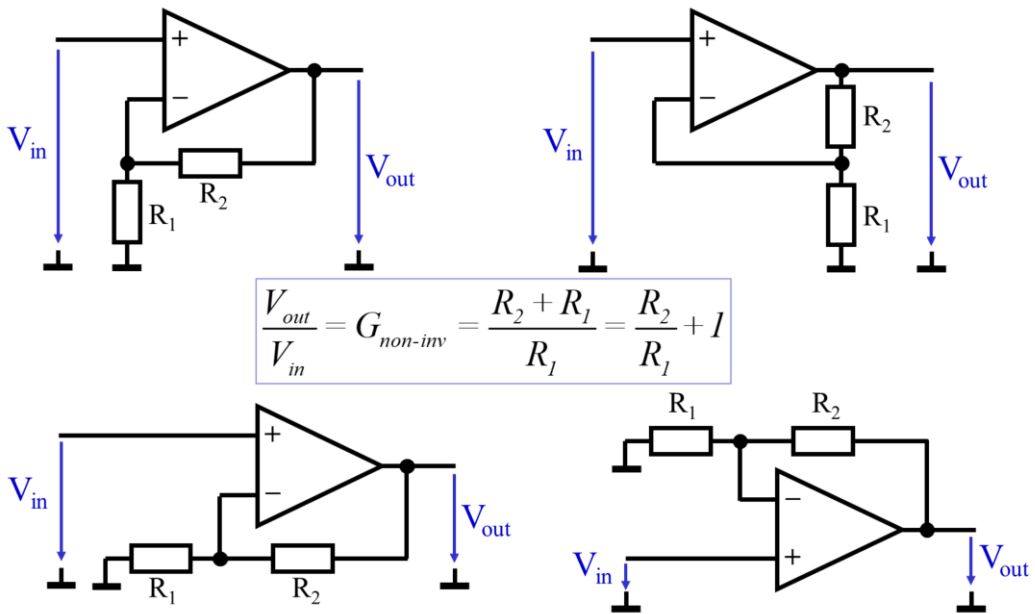 +
−
V_in
V_out
R_2
R_1
+
−
V_in
V_out
R_2
R_1
V_out / V_in = G_non-inv = (R_2 + R_1) / R_1 = R_2 / R_1 + 1
+
−
V_in
V_out
R_1
R_2
R_1
R_2
−
+
V_in
V_out